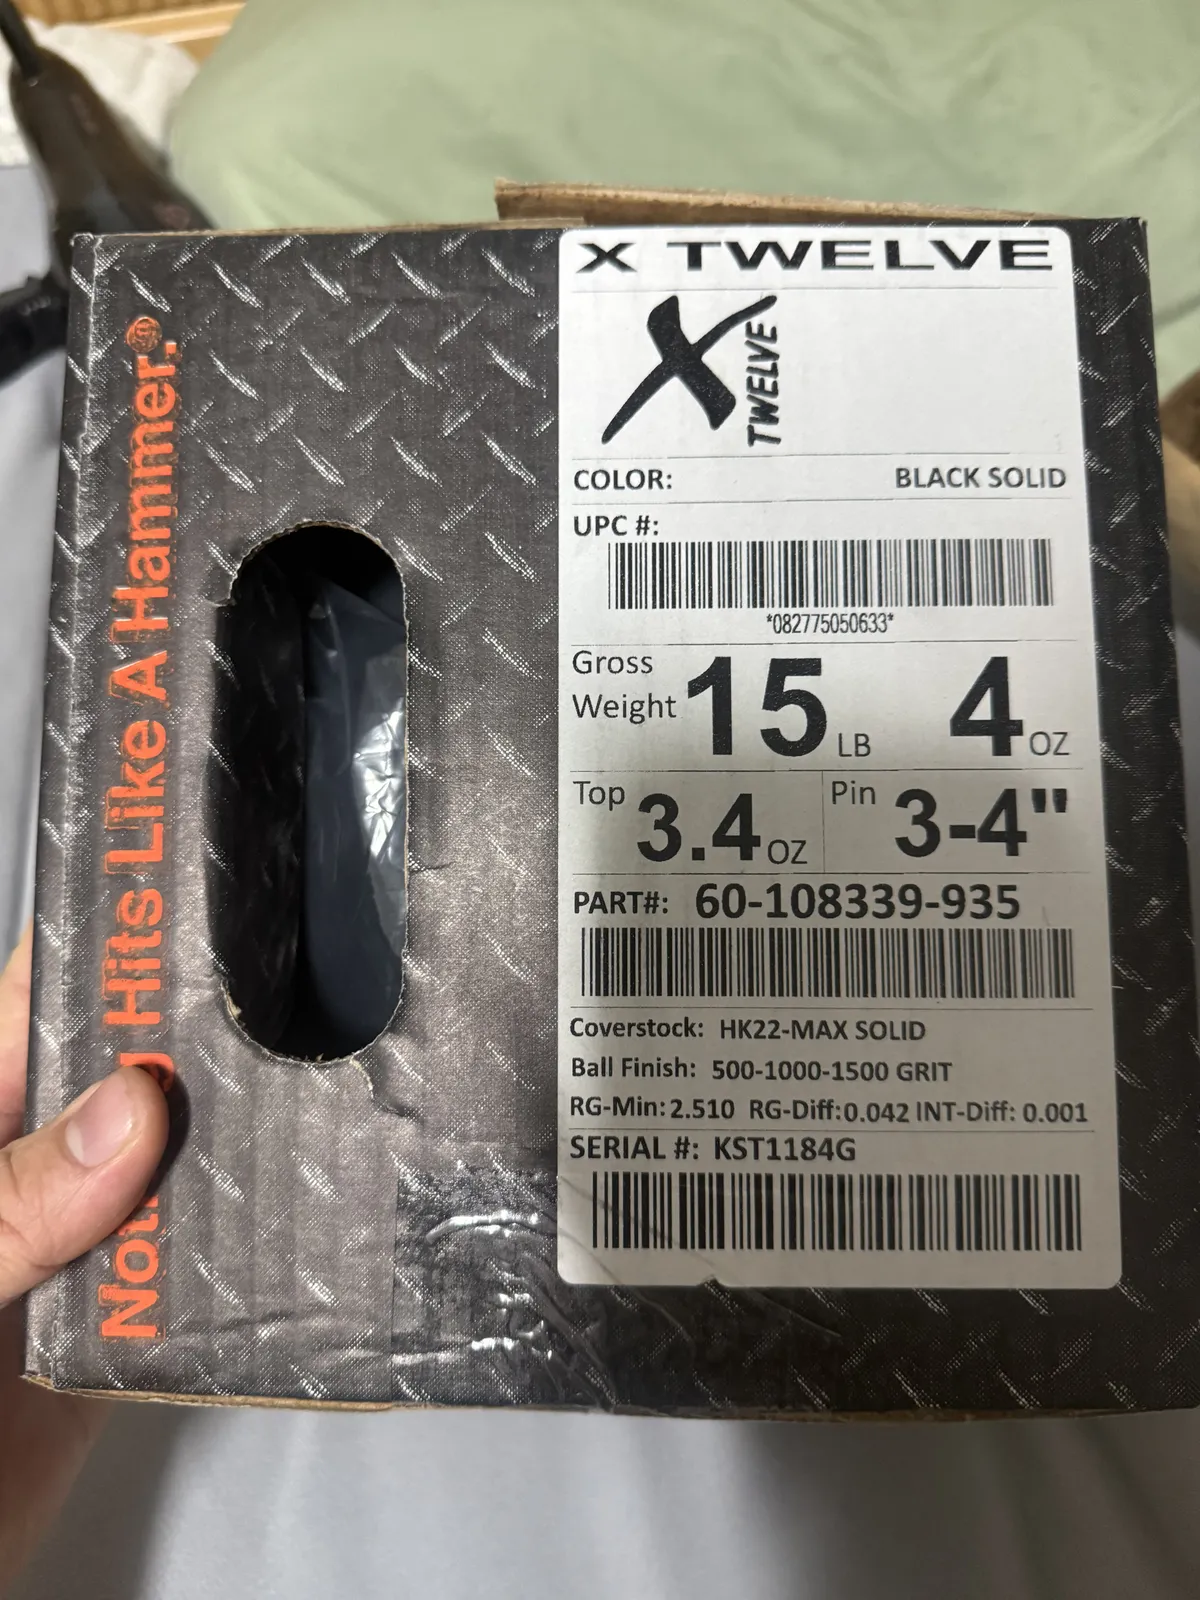 Nothing Hits Like A Hammer.®
X TWELVE
X TWELVE
COLOR: BLACK SOLID
UPC #:
*082775050633*
Gross Weight 15 LB 4 OZ
Top 3.4 OZ Pin 3-4"
PART#: 60-108339-935
Coverstock: HK22-MAX SOLID
Ball Finish: 500-1000-1500 GRIT
RG-Min: 2.510 RG-Diff: 0.042 INT-Diff: 0.001
SERIAL #: KST1184G